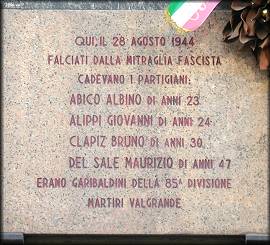 QUI, IL 28 AGOSTO 1944
FALCIATI DALLA MITRAGLIA FASCISTA
CADEVANO I PARTIGIANI:
ABICO ALBINO DI ANNI 23
ALIPPI GIOVANNI DI ANNI 24
CLAPIZ BRUNO DI ANNI 30
DEL SALE MAURIZIO DI ANNI 47
ERANO GARIBALDINI DELLA 85A DIVISIONE
MARTIRI VALGRANDE